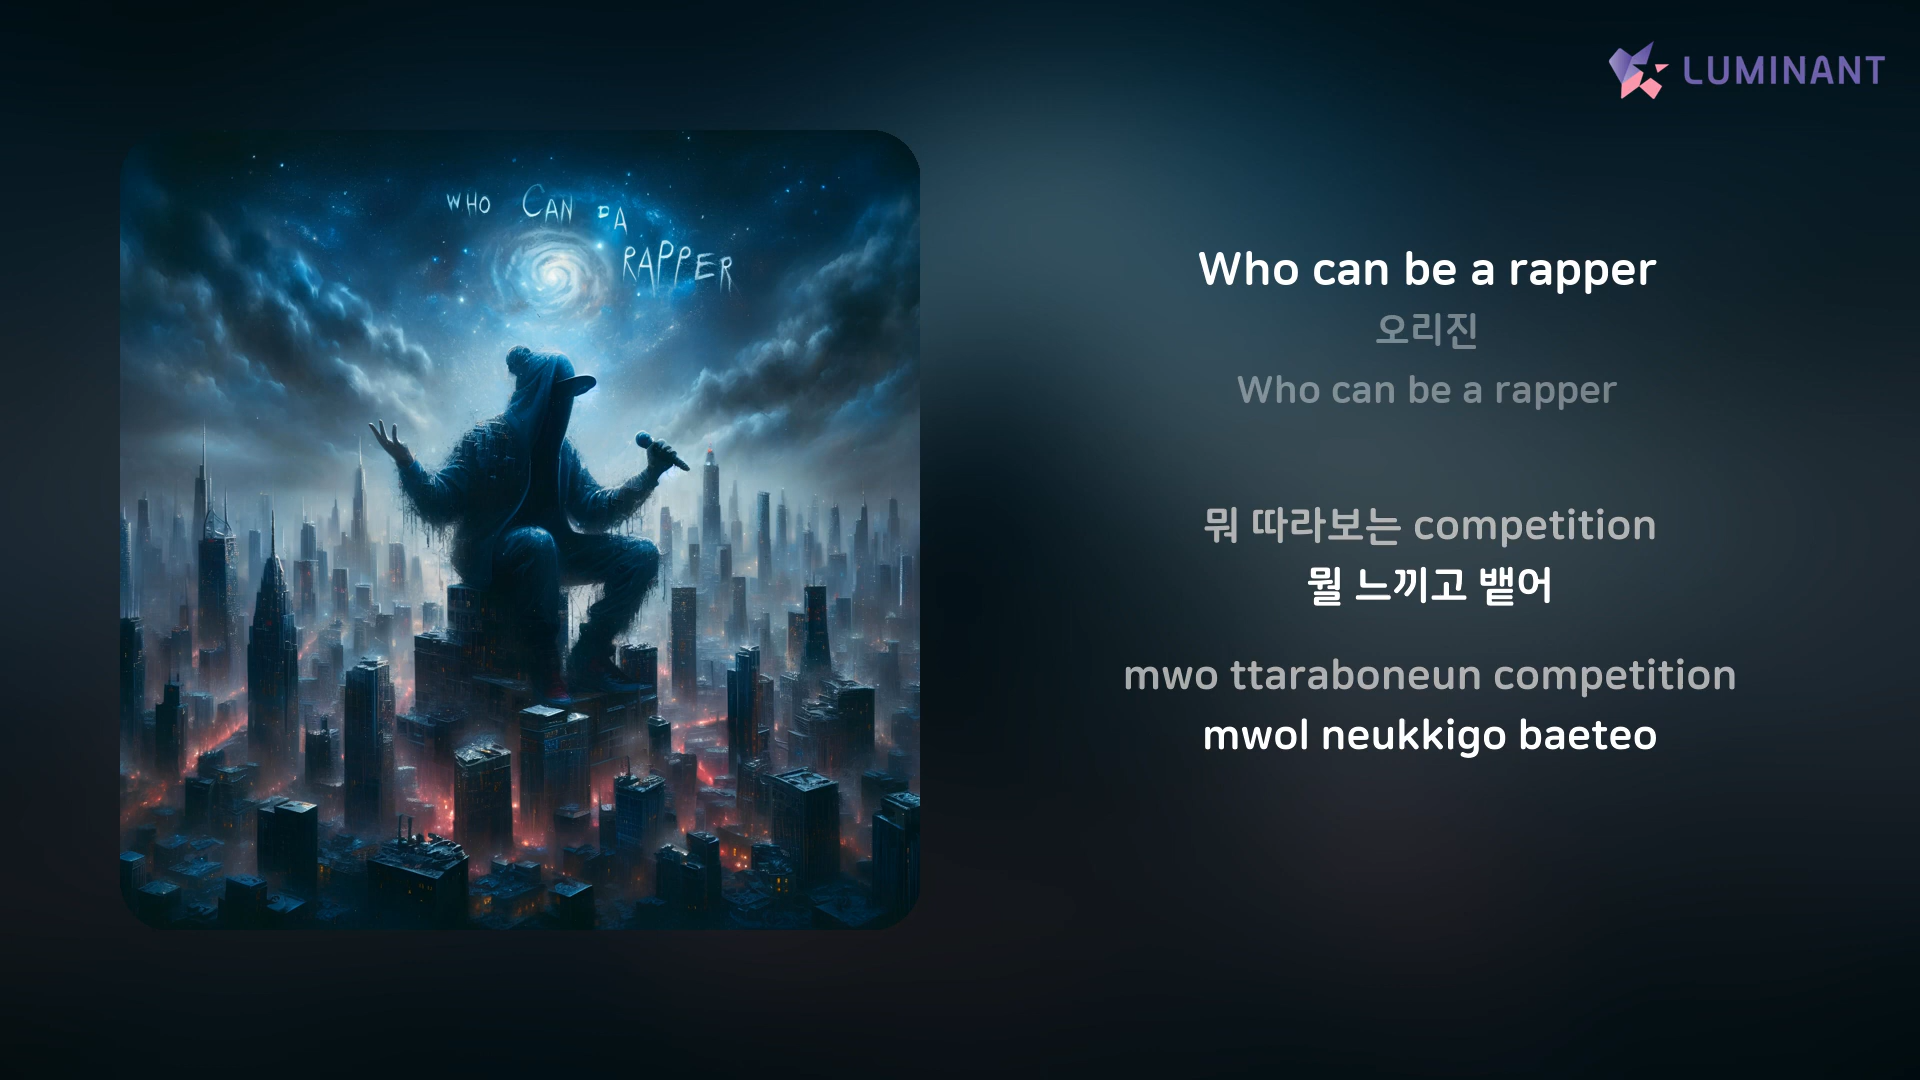 LUMINANT
WHO CAN DA
RAPPER
Who can be a rapper
오리진
Who can be a rapper
뭐 따라보는 competition
뭘 느끼고 뱉어
mwo ttaraboneun competition
mwol neukkigo baeteo